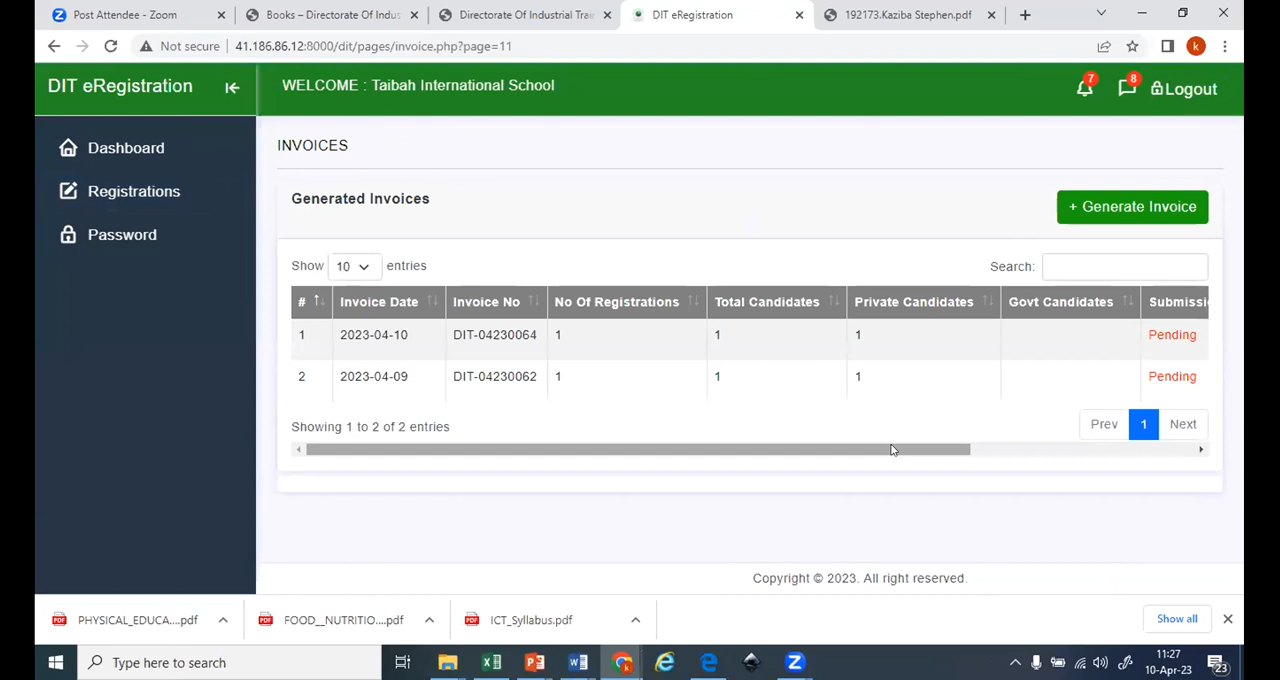 Post Attendee - Zoom
Books – Directorate Of Indus
Directorate Of Industrial Train
DIT eRegistration
192173.Kaziba Stephen.pdf
Not secure
41.186.86.12:8000/dit/pages/invoice.php?page=11
k
DIT eRegistration
WELCOME : Taibah International School
7
8
Logout
Dashboard
Registrations
Password
INVOICES
Generated Invoices
+ Generate Invoice
Show 10 entries
Search:
# Invoice Date Invoice No No Of Registrations Total Candidates Private Candidates Govt Candidates Submissi
1 2023-04-10 DIT-04230064 1 1 1 Pending
2 2023-04-09 DIT-04230062 1 1 1 Pending
Showing 1 to 2 of 2 entries
Prev 1 Next
Copyright © 2023. All right reserved.
PHYSICAL_EDUCA....pdf
FOOD__NUTRITIO....pdf
ICT_Syllabus.pdf
Show all
Type here to search
11:27
10-Apr-23
23